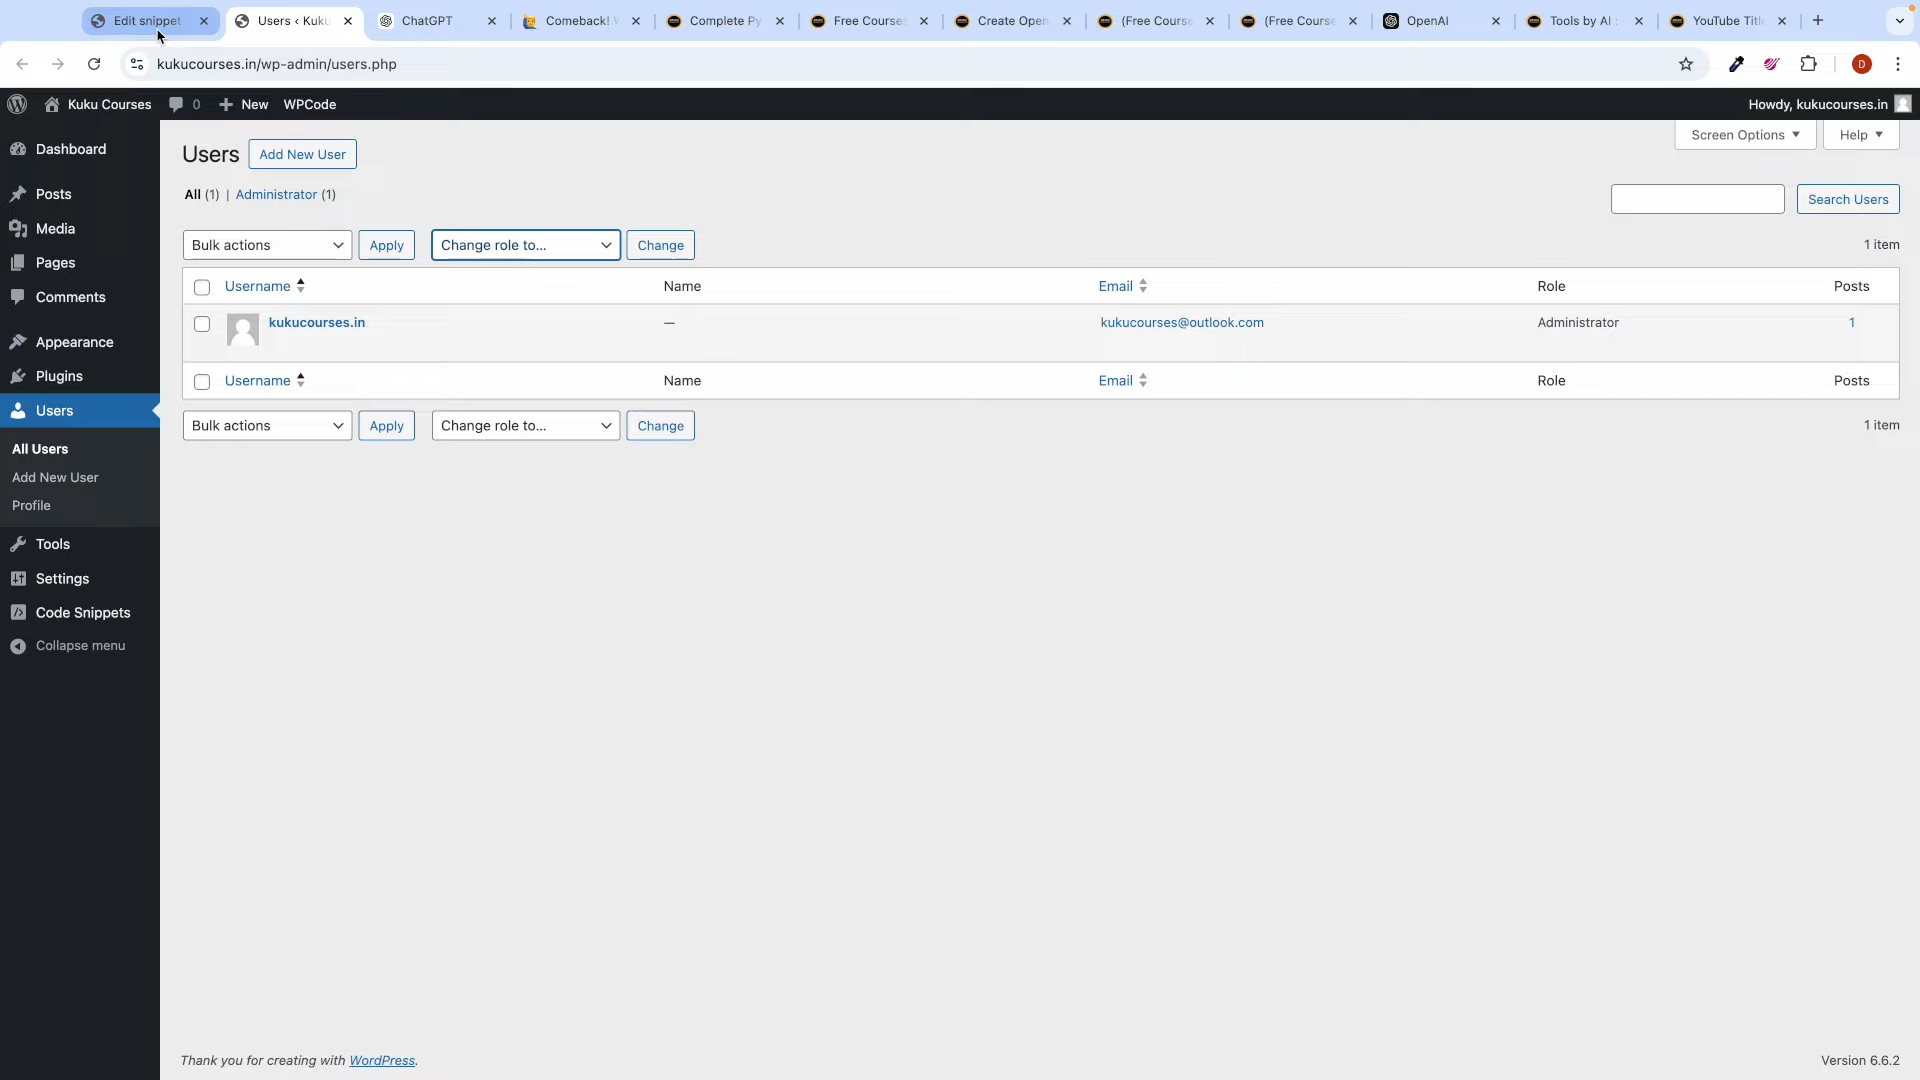 Edit snippet
Users ‹ Kuku
ChatGPT
Comeback!
Complete Py
Free Courses
Create Open
(Free Course
(Free Course
OpenAI
Tools by AI
YouTube Titl
kukucourses.in/wp-admin/users.php
D
Kuku Courses 0 New WPCode
Howdy, kukucourses.in
Dashboard
Posts
Media
Pages
Comments
Appearance
Plugins
Users
All Users
Add New User
Profile
Tools
Settings
Code Snippets
Collapse menu
Screen Options
Help
Users
Add New User
All (1) | Administrator (1)
Search Users
Bulk actions
Apply
Change role to...
Change
1 item
Username Name Email Role Posts
kukucourses.in — kukucourses@outlook.com Administrator 1
Username Name Email Role Posts
Bulk actions
Apply
Change role to...
Change
1 item
Thank you for creating with WordPress.
Version 6.6.2